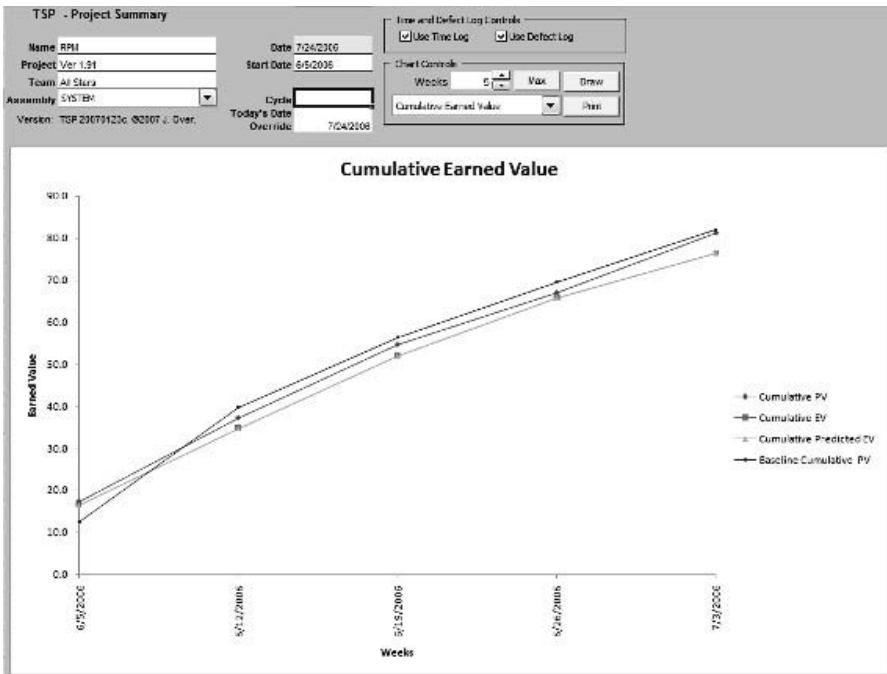 TSP - Project Summary
Name RPM
Project Ver 1.91
Team All Stars
Assembly SYSTEM
Version: TSP 20070123c, ©2007 J. Over.
Date 7/24/2006
Start Date 6/5/2006
Cycle
Today's Date
Override 7/24/2006
Time and Defect Log Controls
Use Time Log Use Defect Log
Chart Controls
Weeks 5 Max Draw
Cumulative Earned Value Print
Cumulative Earned Value
90.0
80.0
70.0
60.0
50.0
40.0
30.0
20.0
10.0
0.0
Earned Value
6/5/2006
6/12/2006
6/19/2006
6/26/2006
7/3/2006
Weeks
Cumulative PV
Cumulative EV
Cumulative Predicted EV
Baseline Cumulative PV